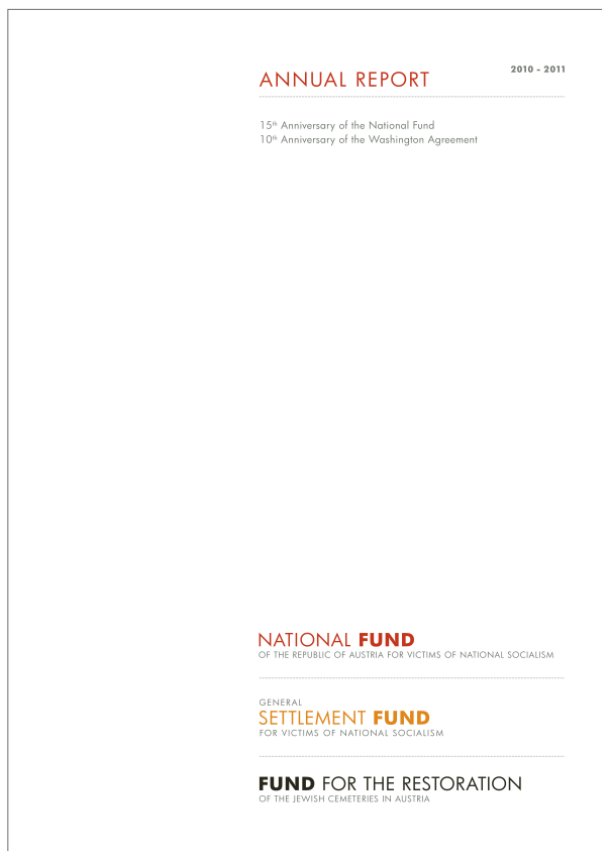 ANNUAL REPORT
2010 - 2011
15th Anniversary of the National Fund
10th Anniversary of the Washington Agreement
NATIONAL FUND
OF THE REPUBLIC OF AUSTRIA FOR VICTIMS OF NATIONAL SOCIALISM
GENERAL
SETTLEMENT FUND
FOR VICTIMS OF NATIONAL SOCIALISM
FUND FOR THE RESTORATION
OF THE JEWISH CEMETERIES IN AUSTRIA